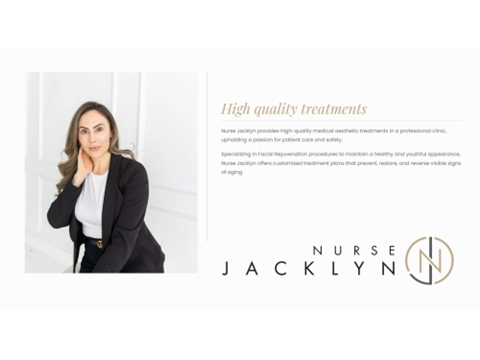 High quality treatments
Nurse Jacklyn provides high-quality medical aesthetic treatments in a professional clinic,
upholding a passion for patient care and safety.
Specializing in Facial Rejuvenation procedures to maintain a healthy and youthful appearance,
Nurse Jacklyn offers customized treatment plans that prevent, restore, and reverse visible signs
of aging.
NURSE
JACKLYN